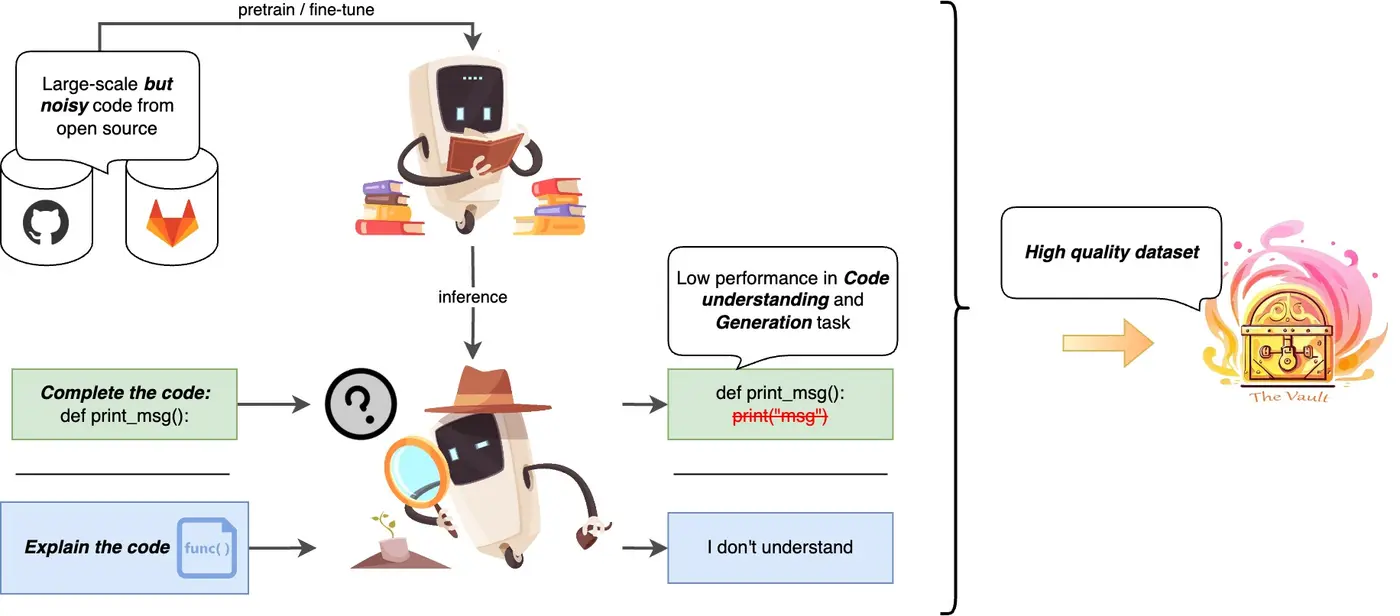 pretrain / fine-tune
Large-scale but
noisy code from
open source
inference
Low performance in Code
understanding and
Generation task
Complete the code:
def print_msg():
def print_msg():
print("msg")
Explain the code
func( )
I don't understand
High quality dataset
The Vault